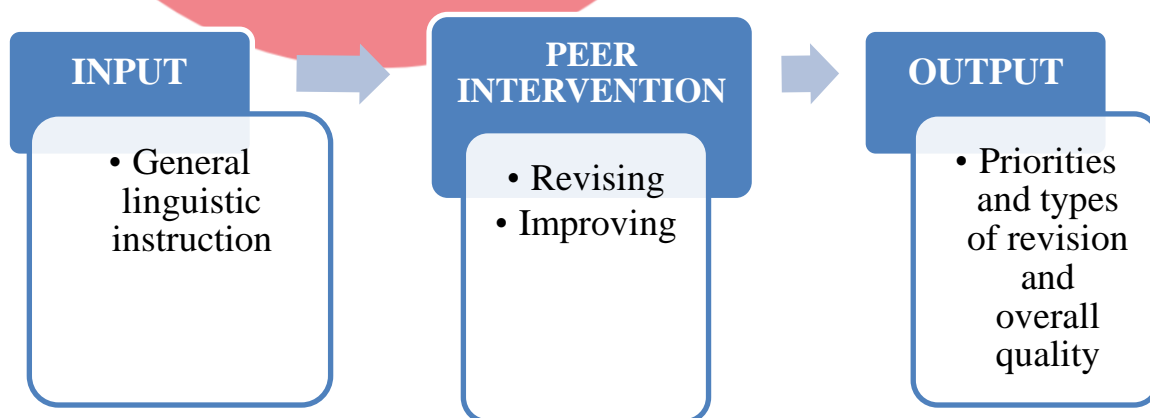 INPUT
• General
linguistic
instruction
PEER
INTERVENTION
• Revising
• Improving
OUTPUT
• Priorities
and types
of revision
and
overall
quality